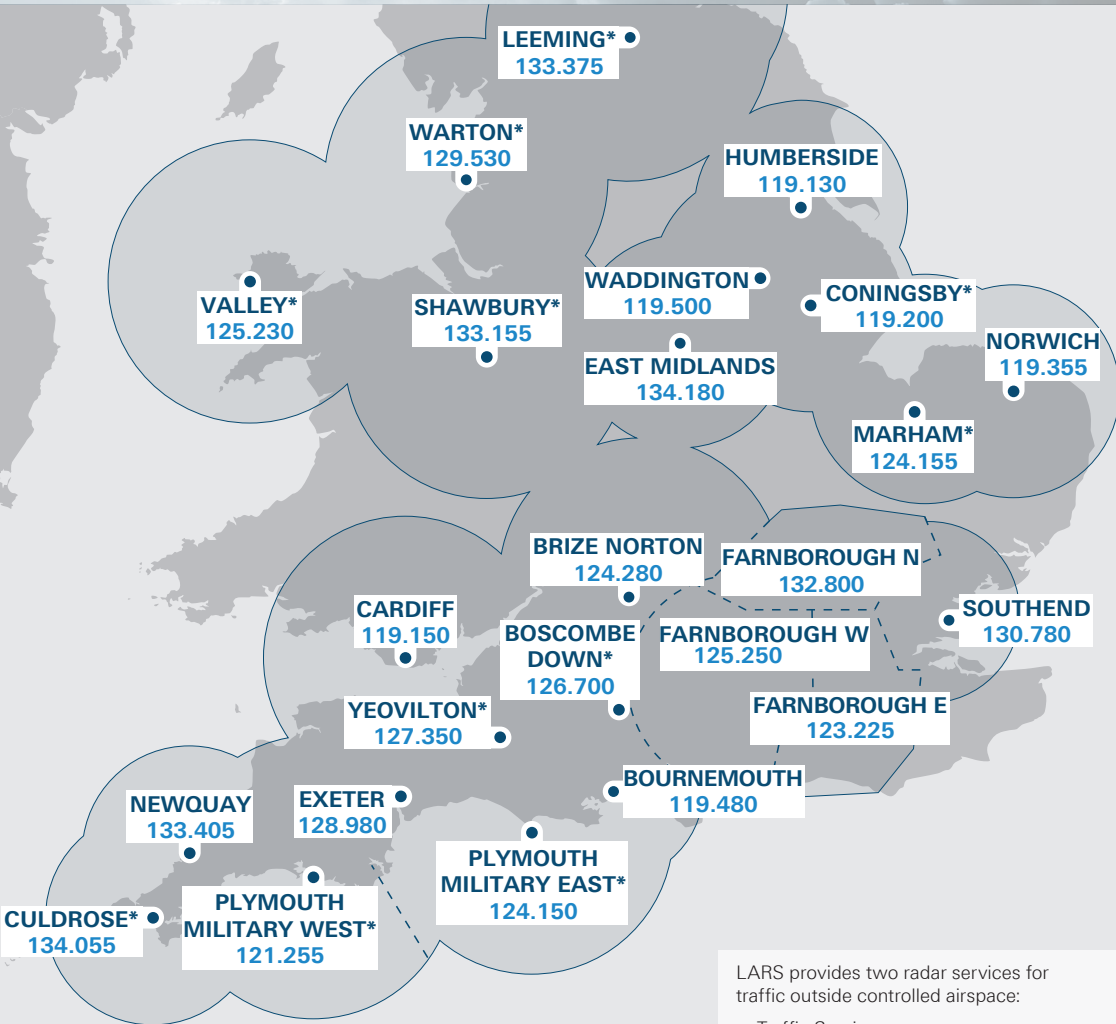 LEEMING*
133.375
WARTON*
129.530
HUMBERSIDE
119.130
VALLEY*
125.230
SHAWBURY*
133.155
WADDINGTON
119.500
CONINGSBY*
119.200
EAST MIDLANDS
134.180
NORWICH
119.355
MARHAM*
124.155
BRIZE NORTON
124.280
FARNBOROUGH N
132.800
CARDIFF
119.150
BOSCOMBE
DOWN*
126.700
FARNBOROUGH W
125.250
SOUTHEND
130.780
YEOVILTON*
127.350
FARNBOROUGH E
123.225
NEWQUAY
133.405
EXETER
128.980
BOURNEMOUTH
119.480
PLYMOUTH
MILITARY EAST*
124.150
CULDROSE*
134.055
PLYMOUTH
MILITARY WEST*
121.255
LARS provides two radar services for
traffic outside controlled airspace: